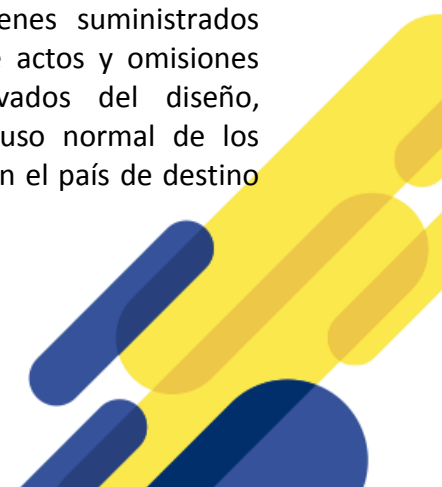 enes suministrados
actos y omisiones
vados del diseño,
uso normal de los
n el país de destino